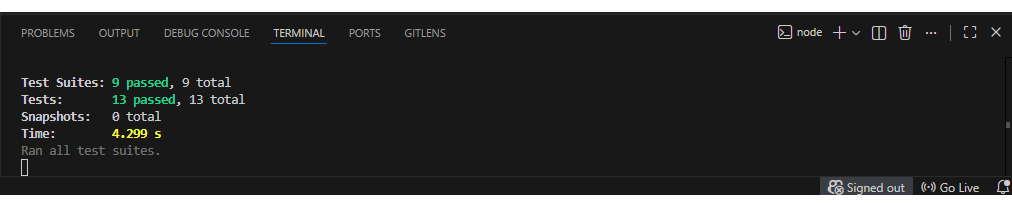 PROBLEMS OUTPUT DEBUG CONSOLE TERMINAL PORTS GITLENS node
Test Suites: 9 passed, 9 total
Tests: 13 passed, 13 total
Snapshots: 0 total
Time: 4.299 s
Ran all test suites.
Signed out Go Live